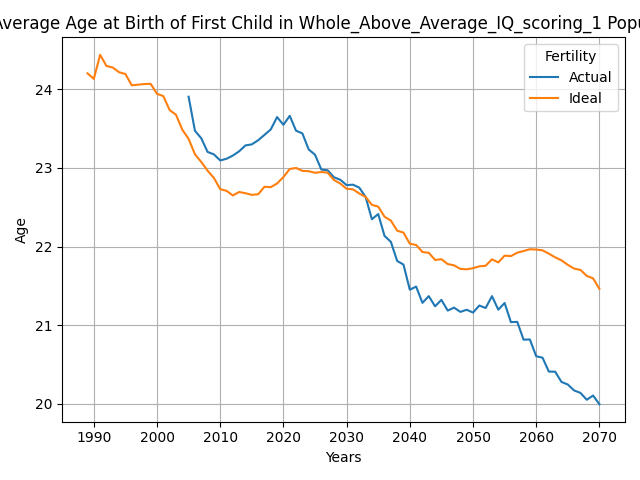 Average Age at Birth of First Child in Whole_Above_Average_IQ_scoring_1 Popu
Fertility
Actual
Ideal
Age
24
23
22
21
20
1990 2000 2010 2020 2030 2040 2050 2060 2070
Years